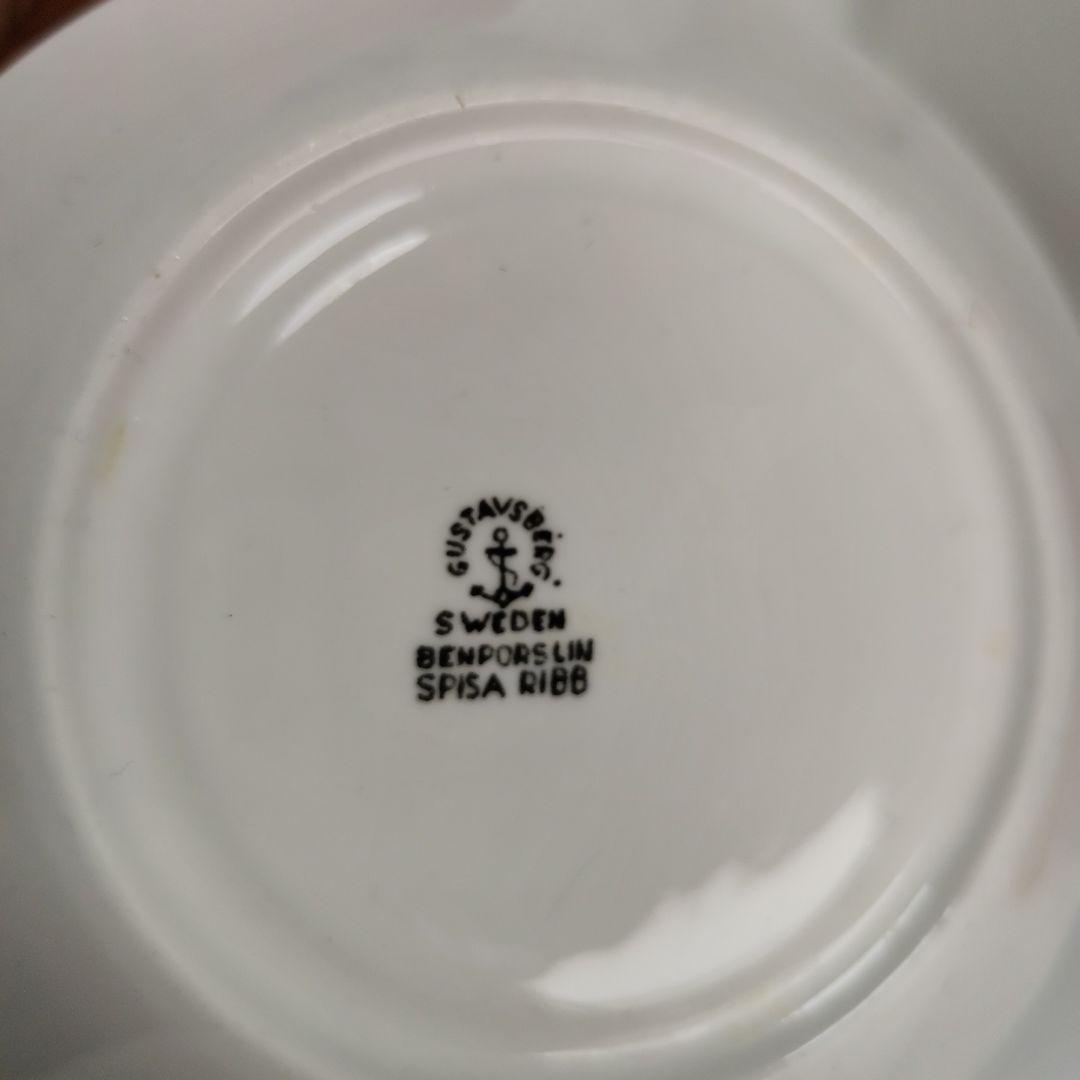 GUSTAVSBERG
SWEDEN
BENPORSLIN
SPISA RIBB